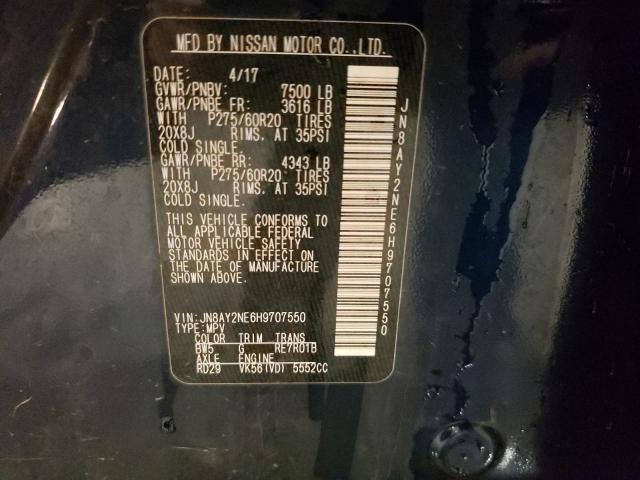 MFD BY NISSAN MOTOR CO.,LTD.
DATE: 4/17
GVWR/PNBV: 7500 LB
GAWR/PNBE FR: 3616 LB
WITH P275/60R20 TIRES
20X8J RIMS. AT 35PSI
COLD SINGLE.
GAWR/PNBE RR: 4343 LB
WITH P275/60R20 TIRES
20X8J RIMS. AT 35PSI
COLD SINGLE.
THIS VEHICLE CONFORMS TO
ALL APPLICABLE FEDERAL
MOTOR VEHICLE SAFETY
STANDARDS IN EFFECT ON
THE DATE OF MANUFACTURE
SHOWN ABOVE.
VIN: JN8AY2NE6H9707550
TYPE: MPV
COLOR TRIM TRANS
BW5 G RE7R01B
AXLE ENGINE
RD29 VK56(VD) 5552CC
JN8AY2NE6H9707550